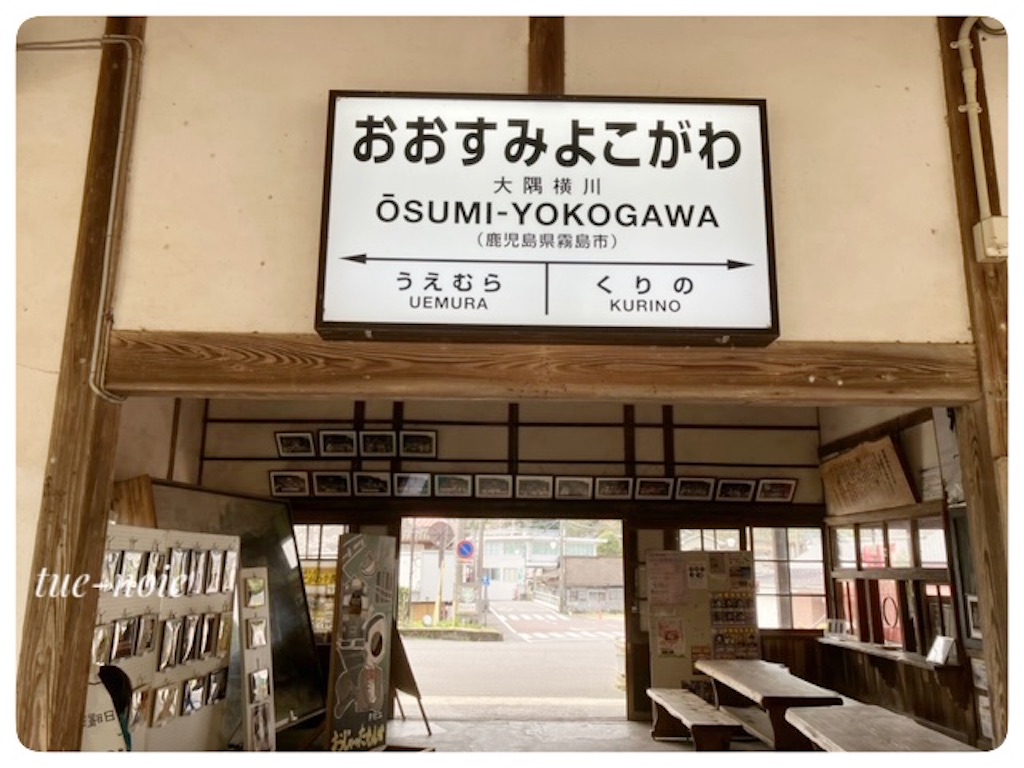 おおすみよこがわ
大隅横川
ŌSUMI-YOKOGAWA
（鹿児島県霧島市）
うえむら
くりの
UEMURA
KURINO
tuc-noie